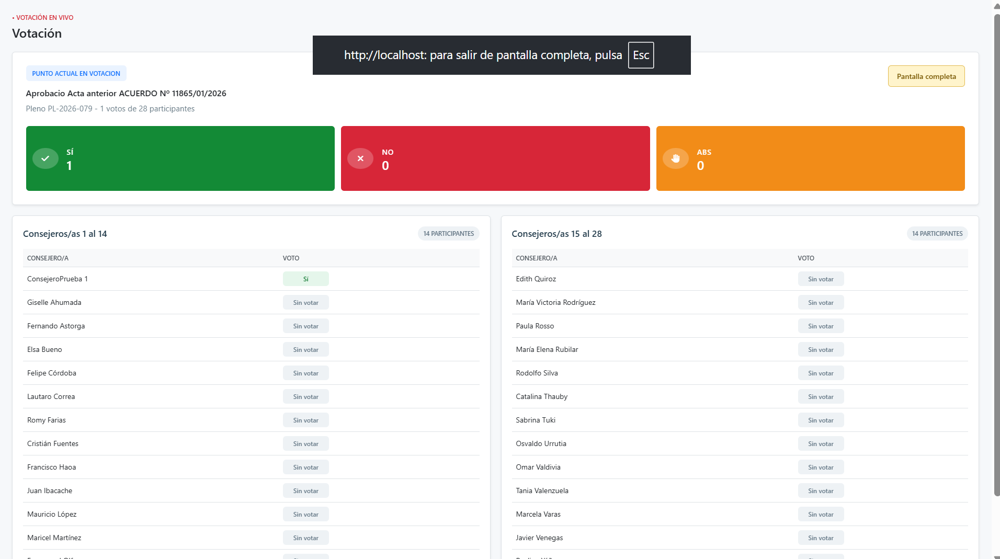 • VOTACIÓN EN VIVO
Votación
http://localhost: para salir de pantalla completa, pulsa Esc
PUNTO ACTUAL EN VOTACION
Pantalla completa
Aprobacio Acta anterior ACUERDO Nº 11865/01/2026
Pleno PL-2026-079 - 1 votos de 28 participantes
SÍ
1
NO
0
ABS
0
Consejeros/as 1 al 14
14 PARTICIPANTES
CONSEJERO/A VOTO
ConsejeroPrueba 1 Sí
Giselle Ahumada Sin votar
Fernando Astorga Sin votar
Elsa Bueno Sin votar
Felipe Córdoba Sin votar
Lautaro Correa Sin votar
Romy Farias Sin votar
Cristián Fuentes Sin votar
Francisco Haoa Sin votar
Juan Ibacache Sin votar
Mauricio López Sin votar
Maricel Martínez Sin votar
Consejeros/as 15 al 28
14 PARTICIPANTES
CONSEJERO/A VOTO
Edith Quiroz Sin votar
María Victoria Rodríguez Sin votar
Paula Rosso Sin votar
María Elena Rubilar Sin votar
Rodolfo Silva Sin votar
Catalina Thauby Sin votar
Sabrina Tuki Sin votar
Osvaldo Urrutia Sin votar
Omar Valdivia Sin votar
Tania Valenzuela Sin votar
Marcela Varas Sin votar
Javier Venegas Sin votar